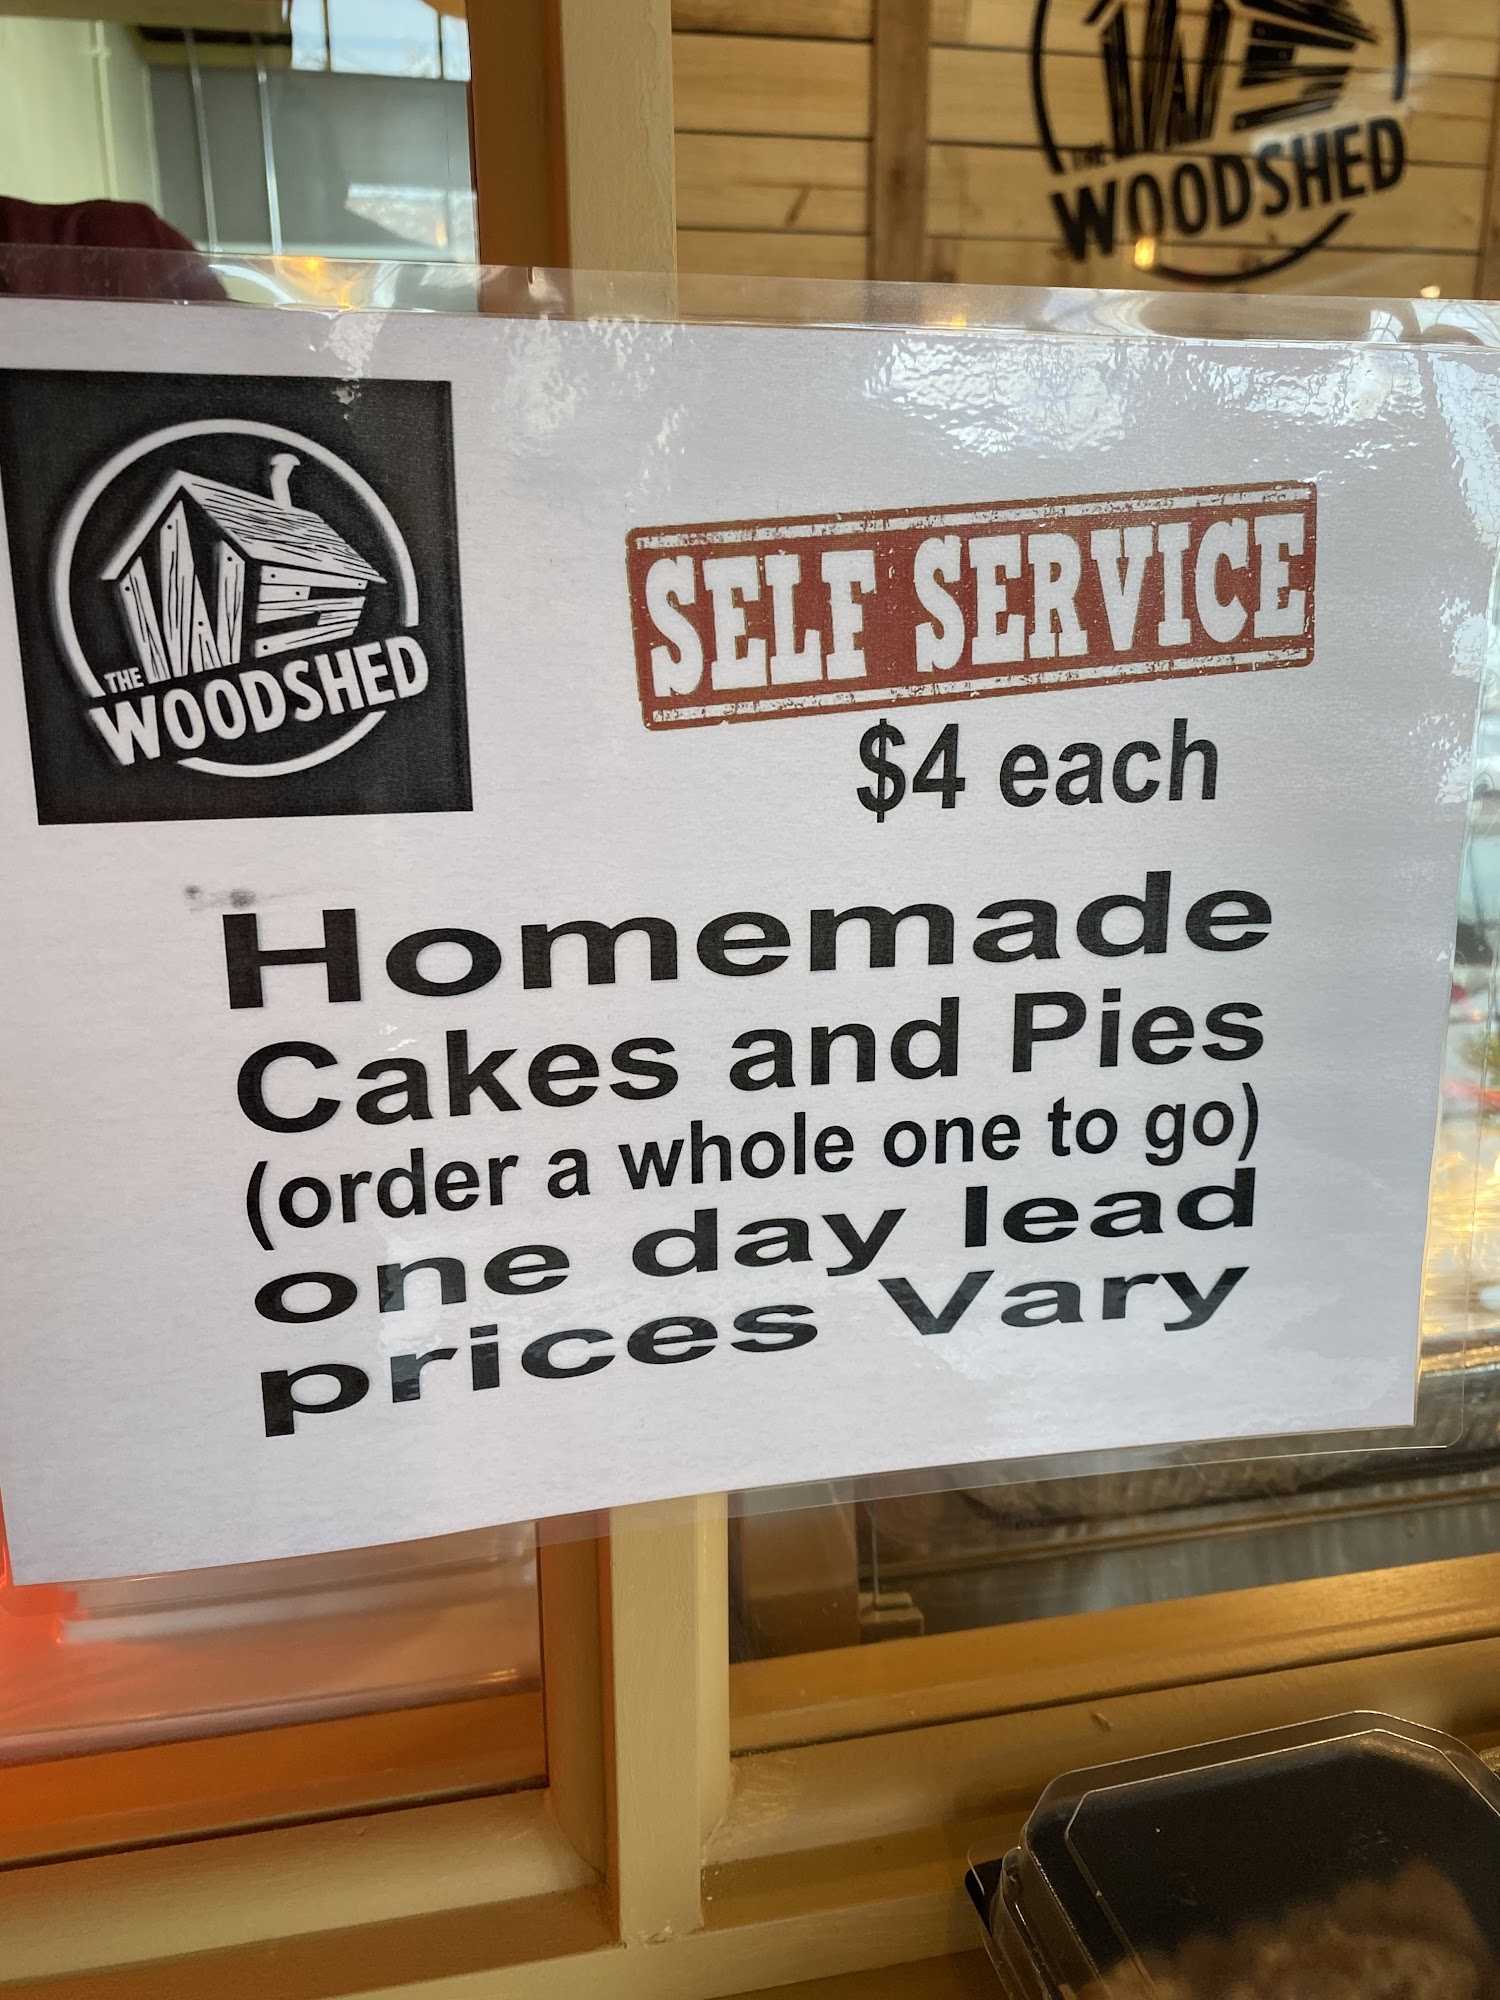 THE
WOODSHED
THE
WOODSHED
SELF SERVICE
$4 each
Homemade
Cakes and Pies
(order a whole one to go)
one day lead
prices Vary